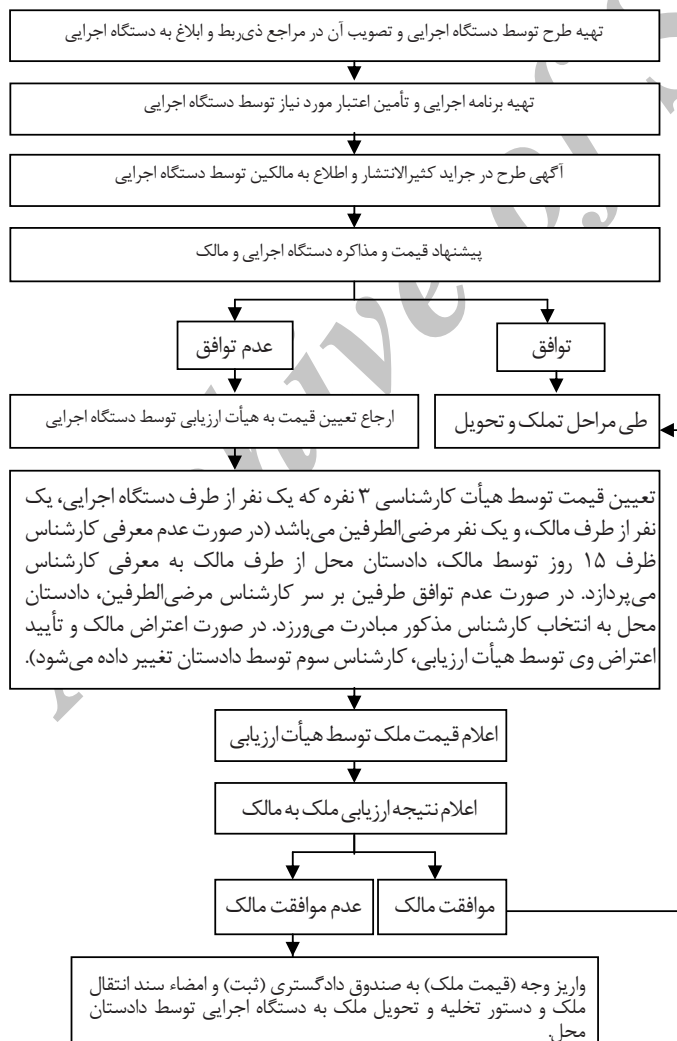 تهیه طرح توسط دستگاه اجرایی و تصویب آن در مراجع ذی‌ربط و ابلاغ به دستگاه اجرایی
تهیه برنامه اجرایی و تأمین اعتبار مورد نیاز توسط دستگاه اجرایی
آگهی طرح در جراید کثیرالانتشار و اطلاع به مالکین توسط دستگاه اجرایی
پیشنهاد قیمت و مذاکره دستگاه اجرایی و مالک
توافق
عدم توافق
طی مراحل تملک و تحویل
ارجاع تعیین قیمت به هیأت ارزیابی توسط دستگاه اجرایی
تعیین قیمت توسط هیأت کارشناسی ۳ نفره که یک نفر از طرف دستگاه اجرایی، یک
نفر از طرف مالک، و یک نفر مرضی‌الطرفین می‌باشد (در صورت عدم معرفی کارشناس
ظرف ۱۵ روز توسط مالک، دادستان محل از طرف مالک به معرفی کارشناس
می‌پردازد. در صورت عدم توافق طرفین بر سر کارشناس مرضی‌الطرفین، دادستان
محل به انتخاب کارشناس مذکور مبادرت می‌ورزد. در صورت اعتراض مالک و تأیید
اعتراض وی توسط هیأت ارزیابی، کارشناس سوم توسط دادستان تغییر داده می‌شود).
اعلام قیمت ملک توسط هیأت ارزیابی
اعلام نتیجه ارزیابی ملک به مالک
موافقت مالک
عدم موافقت مالک
واریز وجه (قیمت ملک) به صندوق دادگستری (ثبت) و امضاء سند انتقال
ملک و دستور تخلیه و تحویل ملک به دستگاه اجرایی توسط دادستان
محل.